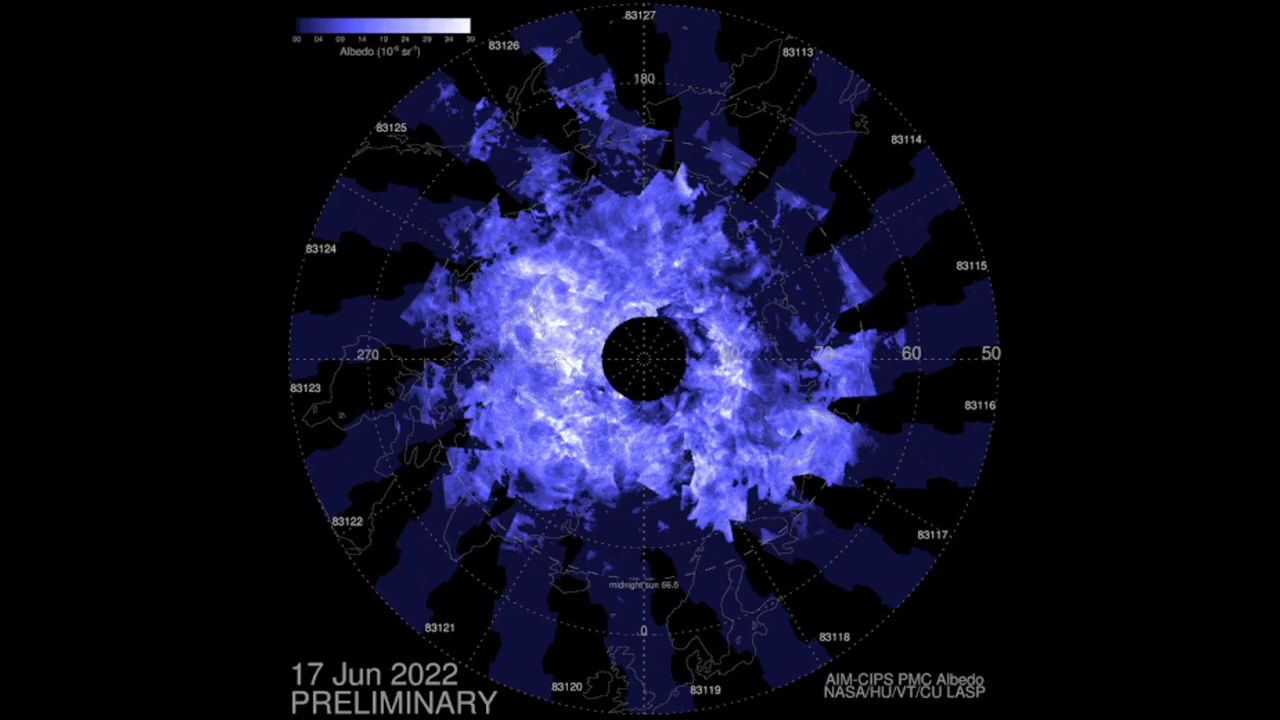 83127
83126
83113
00 04 09 14 19 24 29 34 39
Albedo (10⁻⁶ sr⁻¹)
180
83125
83114
83124
83115
270
80 70 60 50
83123
83116
83122
83117
midnight sun 66.5
83121
0
83118
17 Jun 2022
PRELIMINARY
83120
83119
AIM-CIPS PMC Albedo
NASA/HU/VT/CU LASP